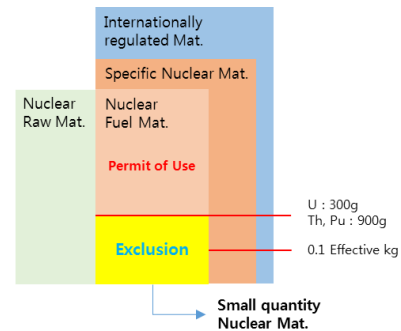 Internationally
regulated Mat.
Specific Nuclear Mat.
Nuclear
Raw Mat.
Nuclear
Fuel Mat.
Permit of Use
U : 300g
Th, Pu : 900g
Exclusion
0.1 Effective kg
Small quantity
Nuclear Mat.